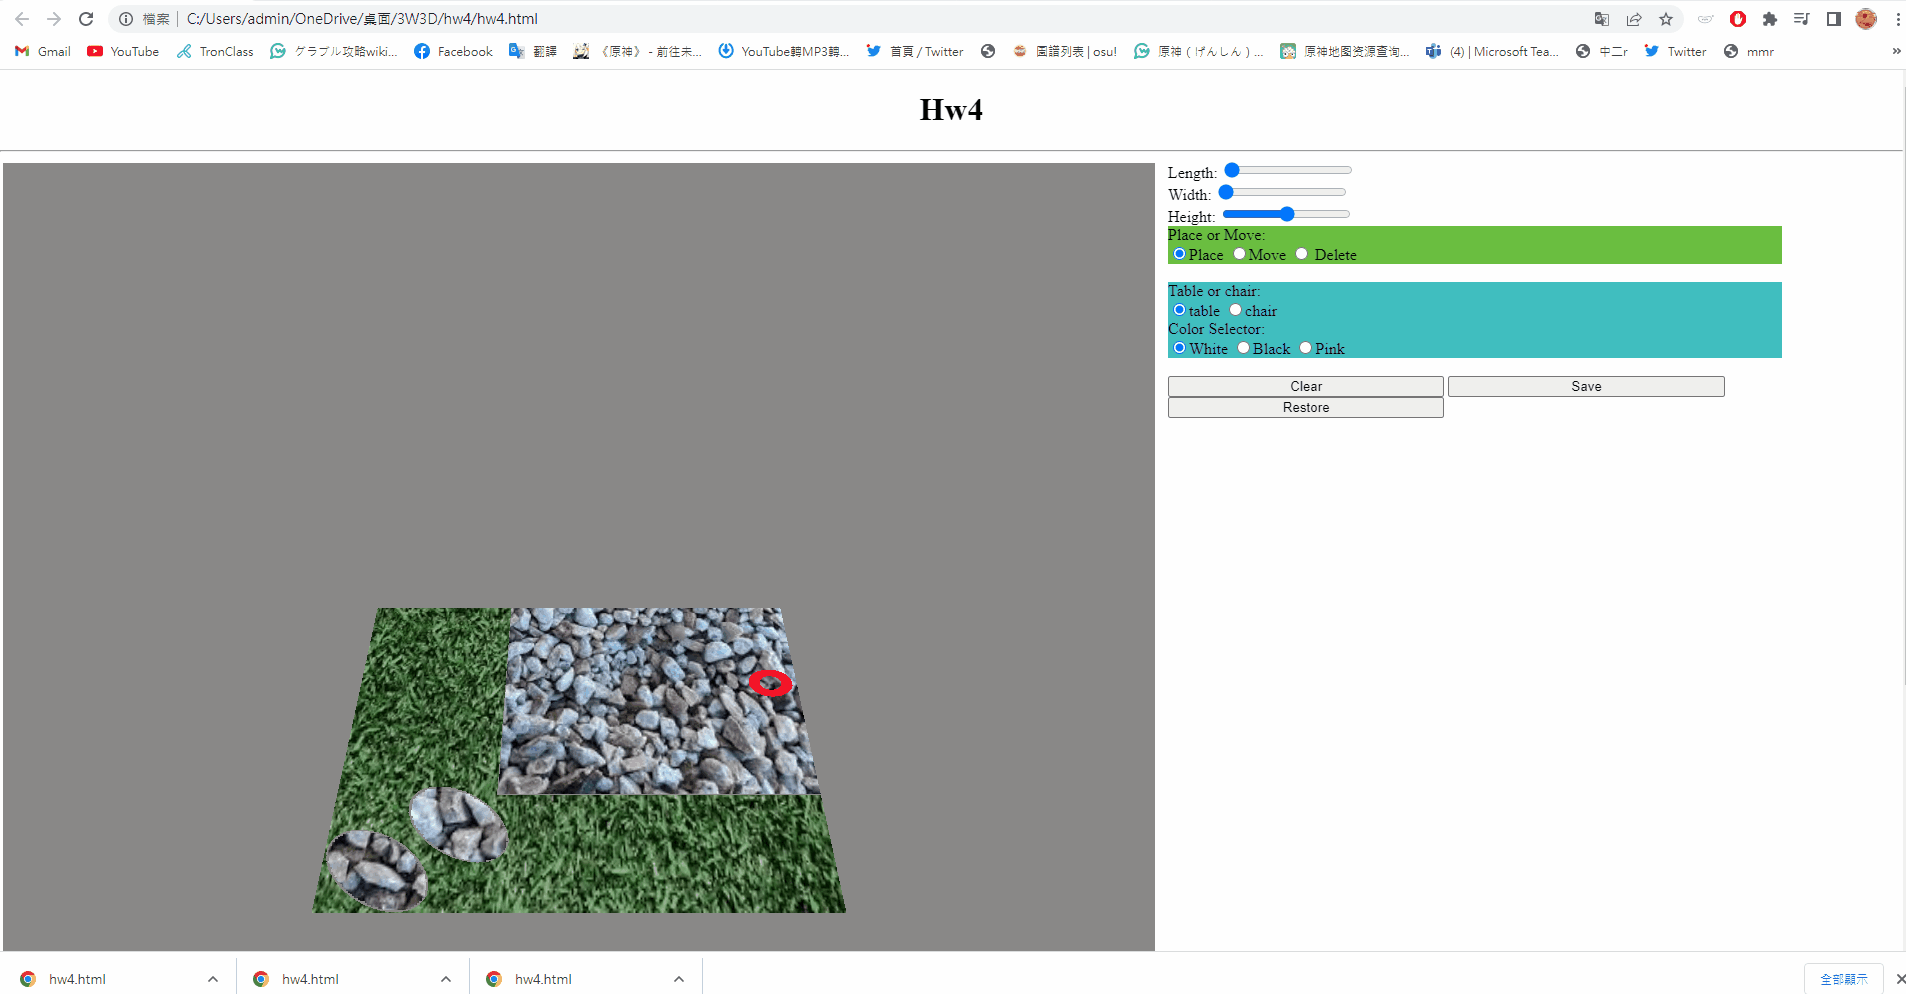 檔案 | C:/Users/admin/OneDrive/桌面/3W3D/hw4/hw4.html
Gmail YouTube TronClass グラブル攻略wiki... Facebook 翻譯 《原神》 - 前往未... YouTube轉MP3轉... 首頁 / Twitter 圖譜列表 | osu! 原神（げんしん）... 原神地图资源查询... (4) | Microsoft Tea... 中二r Twitter mmr »
Hw4
Length:
Width:
Height:
Place or Move:
Place Move Delete
Table or chair:
table chair
Color Selector:
White Black Pink
Clear Save
Restore
hw4.html hw4.html hw4.html 全部顯示